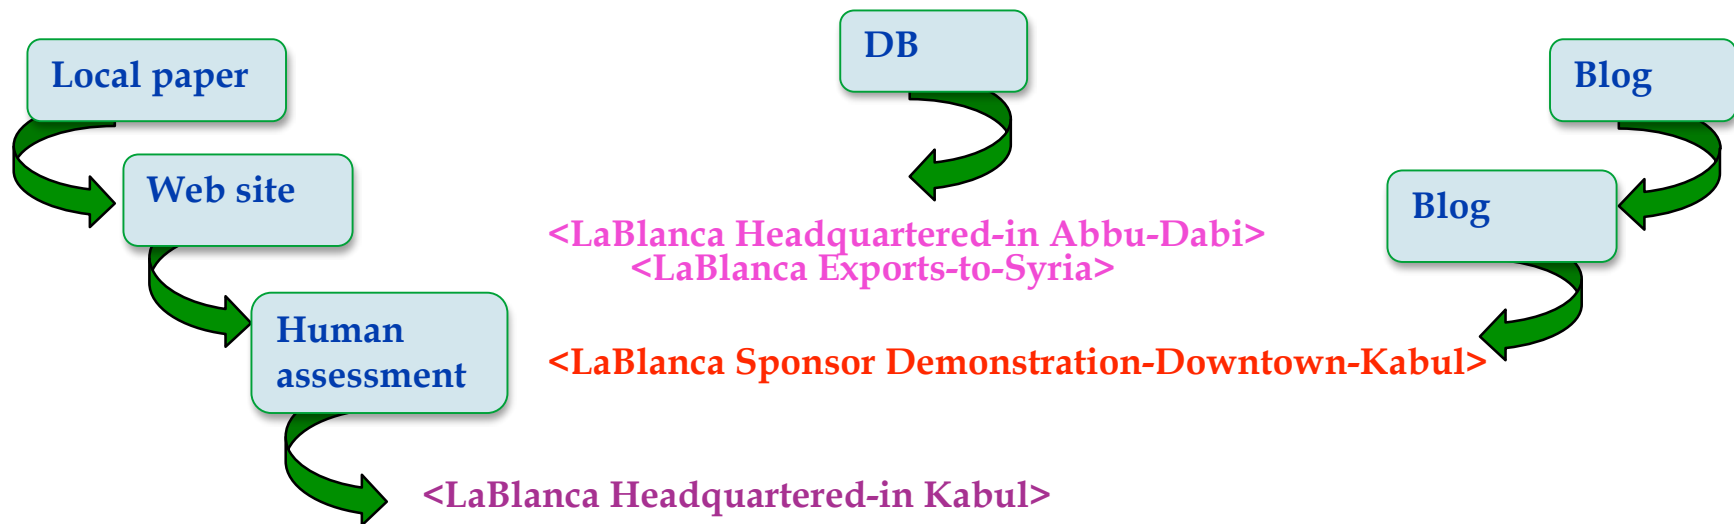 DB
Local paper
Blog
Web site
Blog
<LaBlanca Headquartered-in Abbu-Dabi>
<LaBlanca Exports-to-Syria>
Human
assessment
<LaBlanca Sponsor Demonstration-Downtown-Kabul>
<LaBlanca Headquartered-in Kabul>